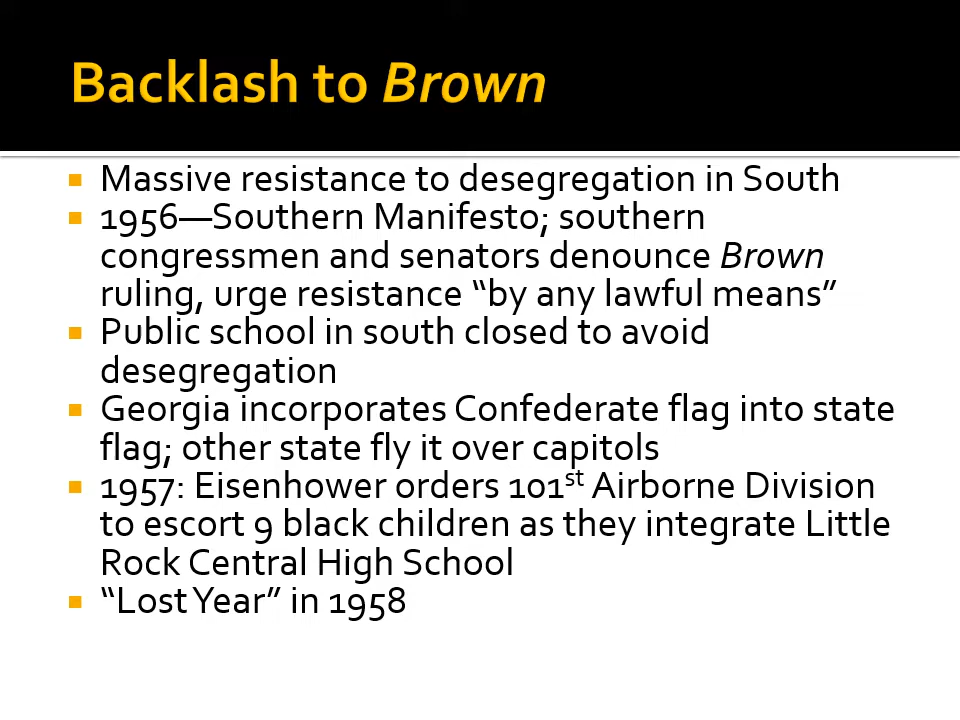 Backlash to Brown
▪ Massive resistance to desegregation in South
▪ 1956—Southern Manifesto; southern
congressmen and senators denounce Brown
ruling, urge resistance “by any lawful means”
▪ Public school in south closed to avoid
desegregation
▪ Georgia incorporates Confederate flag into state
flag; other state fly it over capitols
▪ 1957: Eisenhower orders 101st Airborne Division
to escort 9 black children as they integrate Little
Rock Central High School
▪ “Lost Year” in 1958